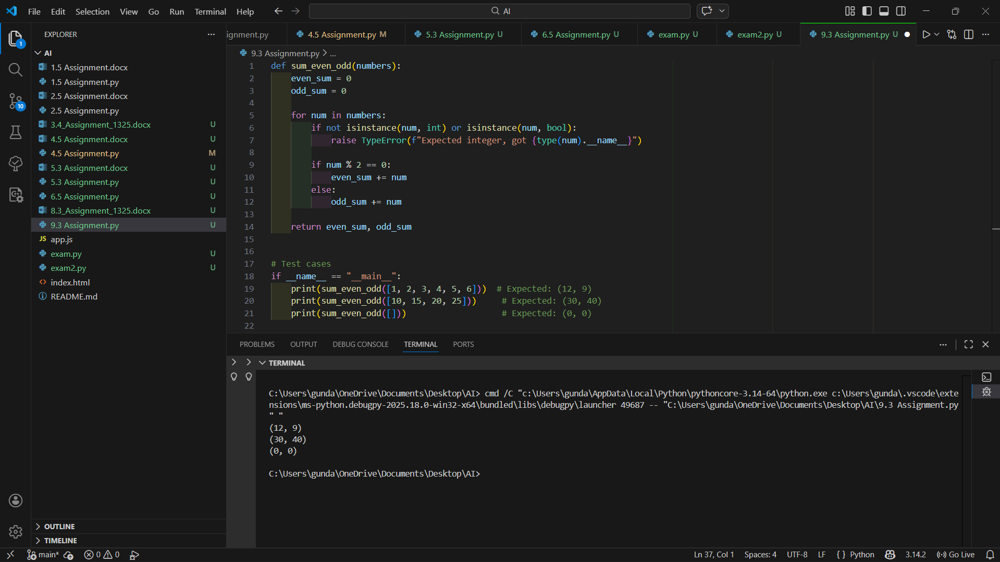 File Edit Selection View Go Run Terminal Help
AI
EXPLORER
AI
1.5 Assignment.docx
1.5 Assignment.py
2.5 Assignment.docx
2.5 Assignment.py
3.4_Assignment_1325.docx U
4.5 Assignment.docx U
4.5 Assignment.py M
5.3 Assignment.docx U
5.3 Assignment.py U
6.5 Assignment.py U
8.3_Assignment_1325.docx U
9.3 Assignment.py U
JS app.js
exam.py U
exam2.py U
index.html
README.md
OUTLINE
TIMELINE
1
10
ignment.py 4.5 Assignment.py M 5.3 Assignment.py U 6.5 Assignment.py U exam.py U exam2.py U 9.3 Assignment.py U
9.3 Assignment.py > ...
1 def sum_even_odd(numbers):
2     even_sum = 0
3     odd_sum = 0
4
5     for num in numbers:
6         if not isinstance(num, int) or isinstance(num, bool):
7             raise TypeError(f"Expected integer, got {type(num).__name__}")
8
9         if num % 2 == 0:
10             even_sum += num
11         else:
12             odd_sum += num
13
14     return even_sum, odd_sum
15
16
17 # Test cases
18 if __name__ == "__main__":
19     print(sum_even_odd([1, 2, 3, 4, 5, 6]))  # Expected: (12, 9)
20     print(sum_even_odd([10, 15, 20, 25]))     # Expected: (30, 40)
21     print(sum_even_odd([]))                   # Expected: (0, 0)
22
PROBLEMS OUTPUT DEBUG CONSOLE TERMINAL PORTS
TERMINAL
C:\Users\gunda\OneDrive\Documents\Desktop\AI> cmd /C "c:\Users\gunda\AppData\Local\Python\pythoncore-3.14-64\python.exe c:\Users\gunda\.vscode\exte
nsions\ms-python.debugpy-2025.18.0-win32-x64\bundled\libs\debugpy\launcher 49687 -- "C:\Users\gunda\OneDrive\Documents\Desktop\AI\9.3 Assignment.py
" "
(12, 9)
(30, 40)
(0, 0)
C:\Users\gunda\OneDrive\Documents\Desktop\AI>
main* 0 0 Ln 37, Col 1 Spaces: 4 UTF-8 LF { } Python 3.14.2 Go Live